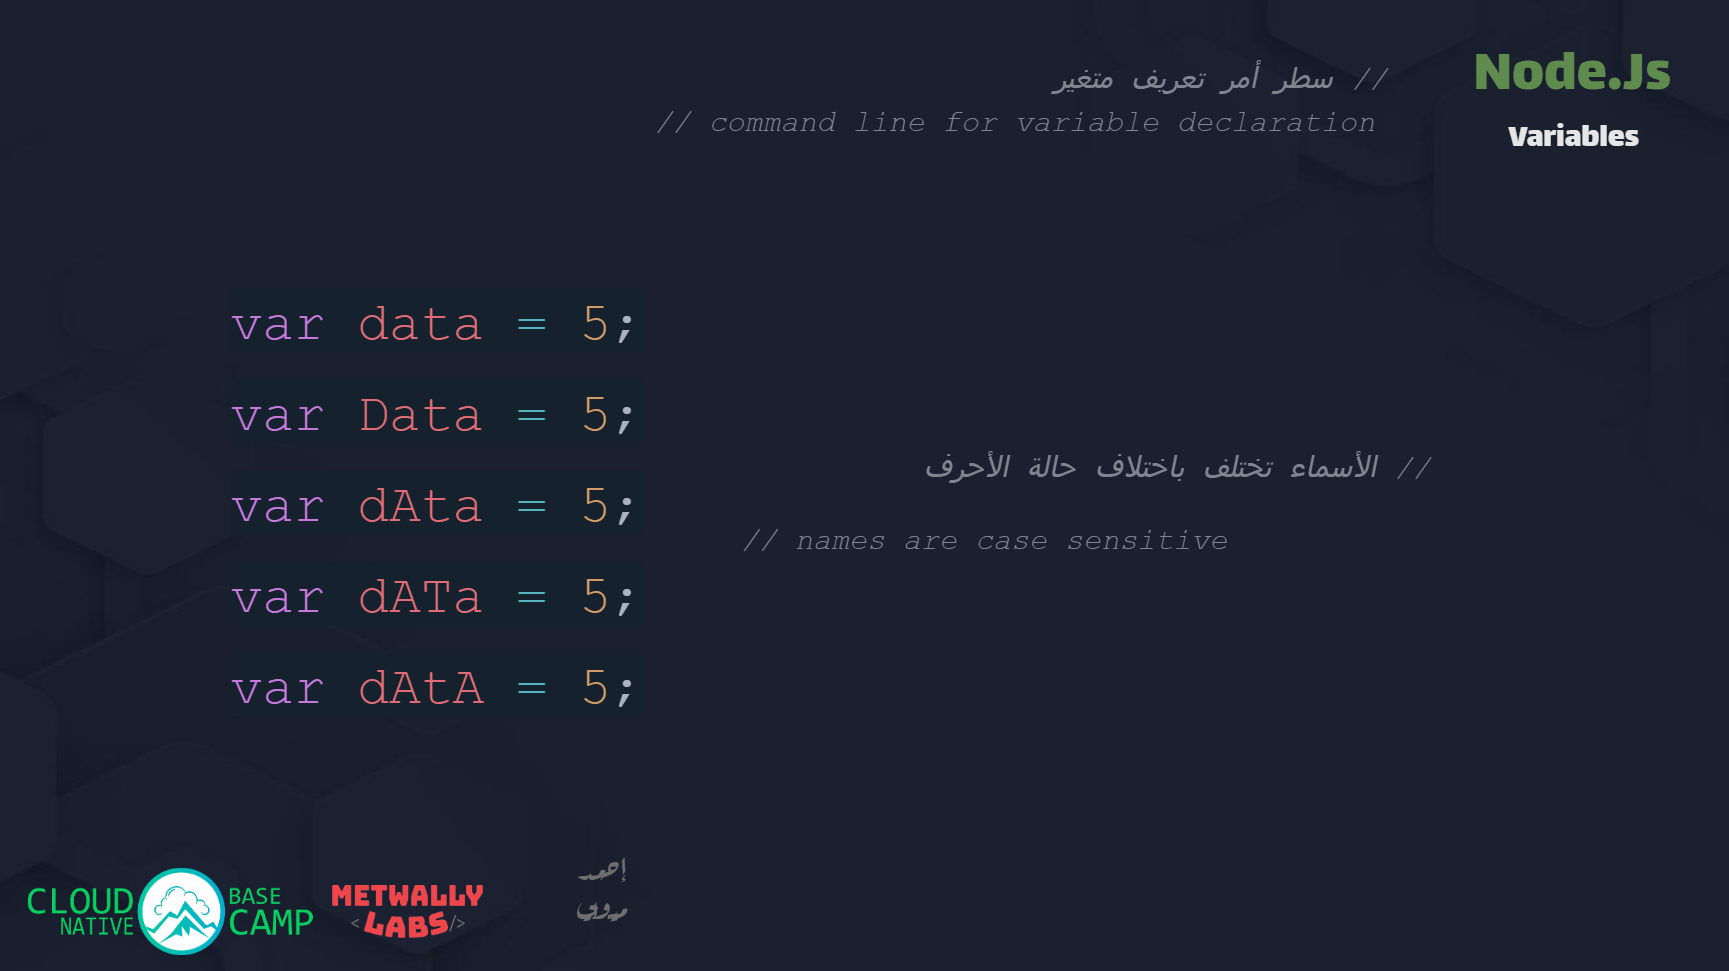 Node.Js
Variables
// سطر أمر تعريف متغير
// command line for variable declaration
var data = 5;
var Data = 5;
var dAta = 5;
var dATa = 5;
var dAtA = 5;
// الأسماء تختلف باختلاف حالة الأحرف
// names are case sensitive
CLOUD NATIVE BASE CAMP
METWALLY
<LABS/>